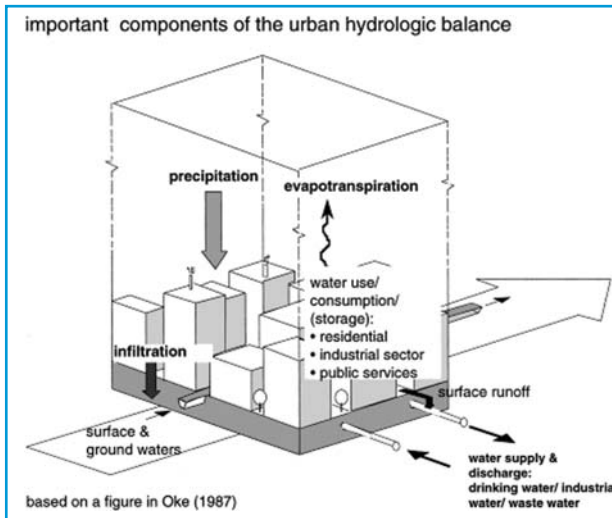 important components of the urban hydrologic balance
precipitation
evapotranspiration
water use/
consumption/
(storage):
• residential
• industrial sector
• public services
infiltration
surface runoff
surface &
ground waters
water supply &
discharge:
drinking water/ industria
water/ waste water
based on a figure in Oke (1987)